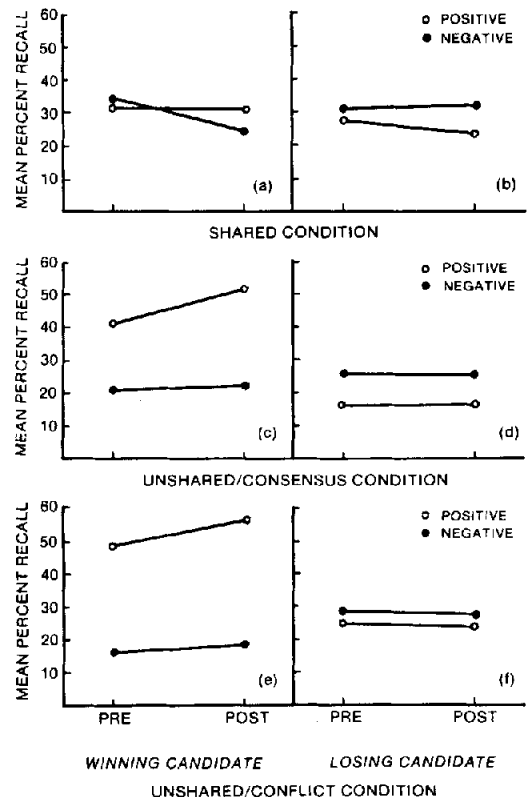 MEAN PERCENT RECALL
60
50
40
30
20
10
(a)
POSITIVE
NEGATIVE
(b)
SHARED CONDITION
MEAN PERCENT RECALL
60
50
40
30
20
10
(c)
POSITIVE
NEGATIVE
(d)
UNSHARED/CONSENSUS CONDITION
MEAN PERCENT RECALL
60
50
40
30
20
10
(e)
POSITIVE
NEGATIVE
(f)
PRE POST PRE POST
WINNING CANDIDATE LOSING CANDIDATE
UNSHARED/CONFLICT CONDITION